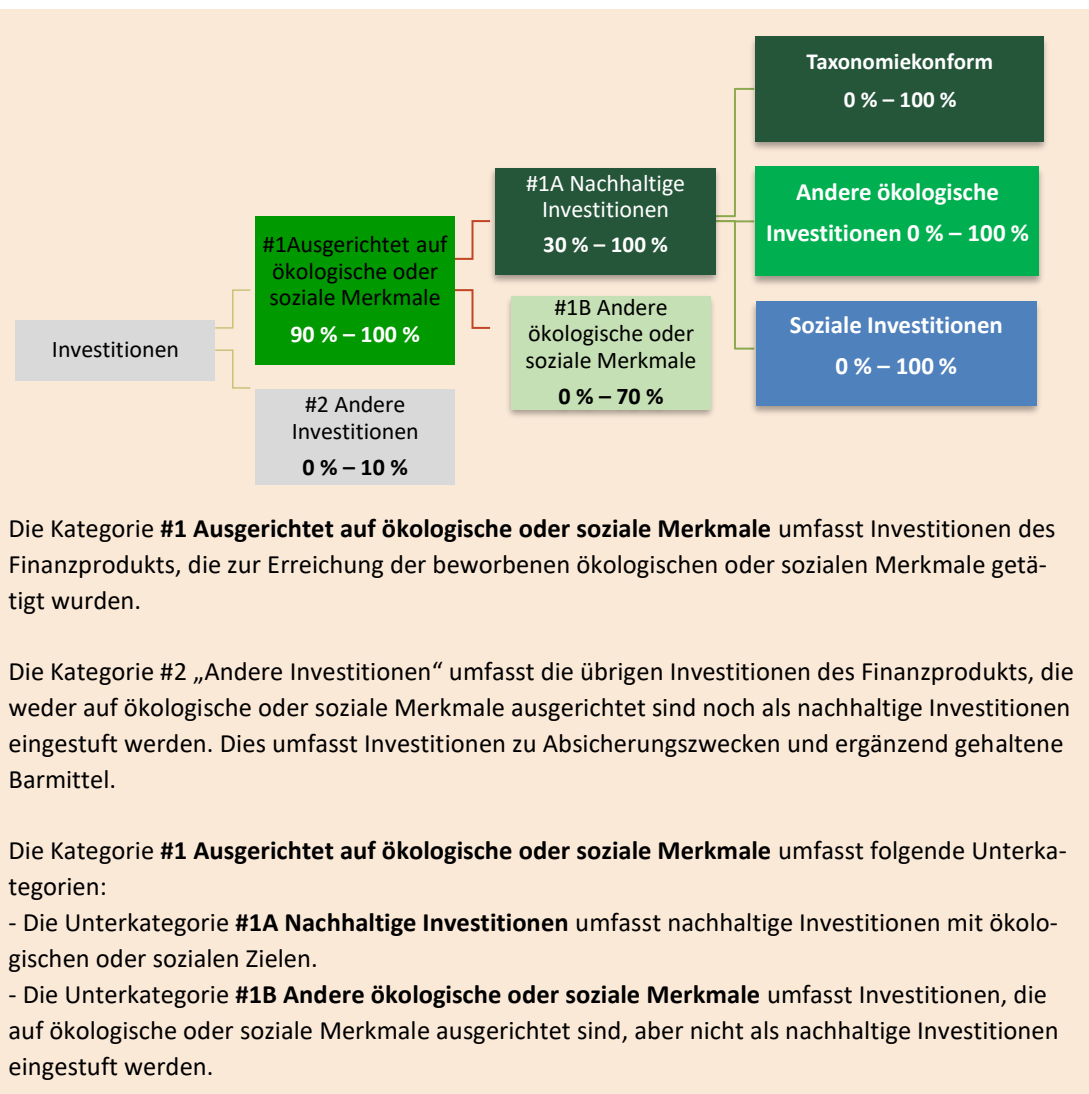 Investitionen
#1Ausgerichtet auf
ökologische oder
soziale Merkmale
90 % – 100 %
#2 Andere
Investitionen
0 % – 10 %
#1A Nachhaltige
Investitionen
30 % – 100 %
#1B Andere
ökologische oder
soziale Merkmale
0 % – 70 %
Taxonomiekonform
0 % – 100 %
Andere ökologische
Investitionen 0 % – 100 %
Soziale Investitionen
0 % – 100 %
Die Kategorie #1 Ausgerichtet auf ökologische oder soziale Merkmale umfasst Investitionen des
Finanzprodukts, die zur Erreichung der beworbenen ökologischen oder sozialen Merkmale getä-
tigt wurden.
Die Kategorie #2 „Andere Investitionen“ umfasst die übrigen Investitionen des Finanzprodukts, die
weder auf ökologische oder soziale Merkmale ausgerichtet sind noch als nachhaltige Investitionen
eingestuft werden. Dies umfasst Investitionen zu Absicherungszwecken und ergänzend gehaltene
Barmittel.
Die Kategorie #1 Ausgerichtet auf ökologische oder soziale Merkmale umfasst folgende Unterka-
tegorien:
- Die Unterkategorie #1A Nachhaltige Investitionen umfasst nachhaltige Investitionen mit ökolo-
gischen oder sozialen Zielen.
- Die Unterkategorie #1B Andere ökologische oder soziale Merkmale umfasst Investitionen, die
auf ökologische oder soziale Merkmale ausgerichtet sind, aber nicht als nachhaltige Investitionen
eingestuft werden.